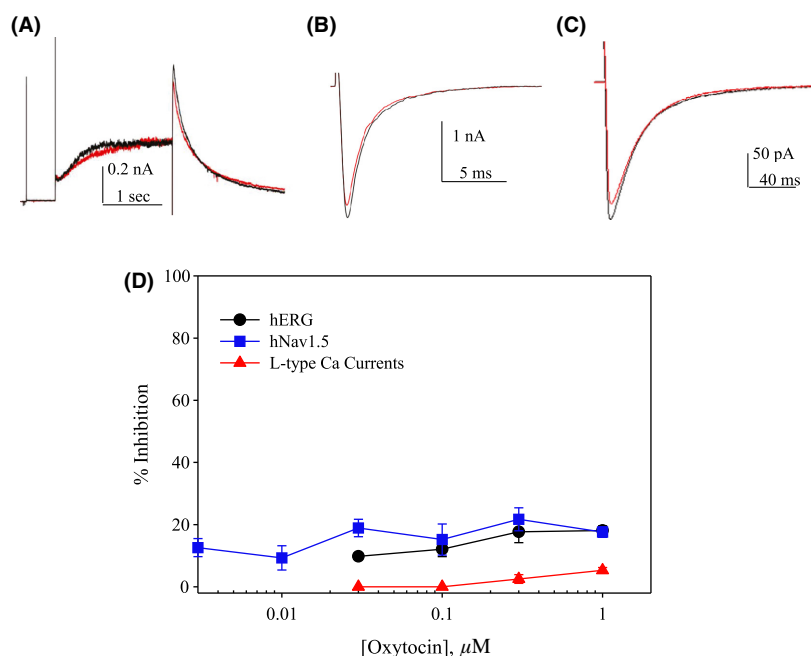 (A)
0.2 nA
1 sec
(B)
1 nA
5 ms
(C)
50 pA
40 ms
(D)
100
80
60
40
20
0
% Inhibition
hERG
hNav1.5
L-type Ca Currents
0.01
0.1
1
[Oxytocin], μM